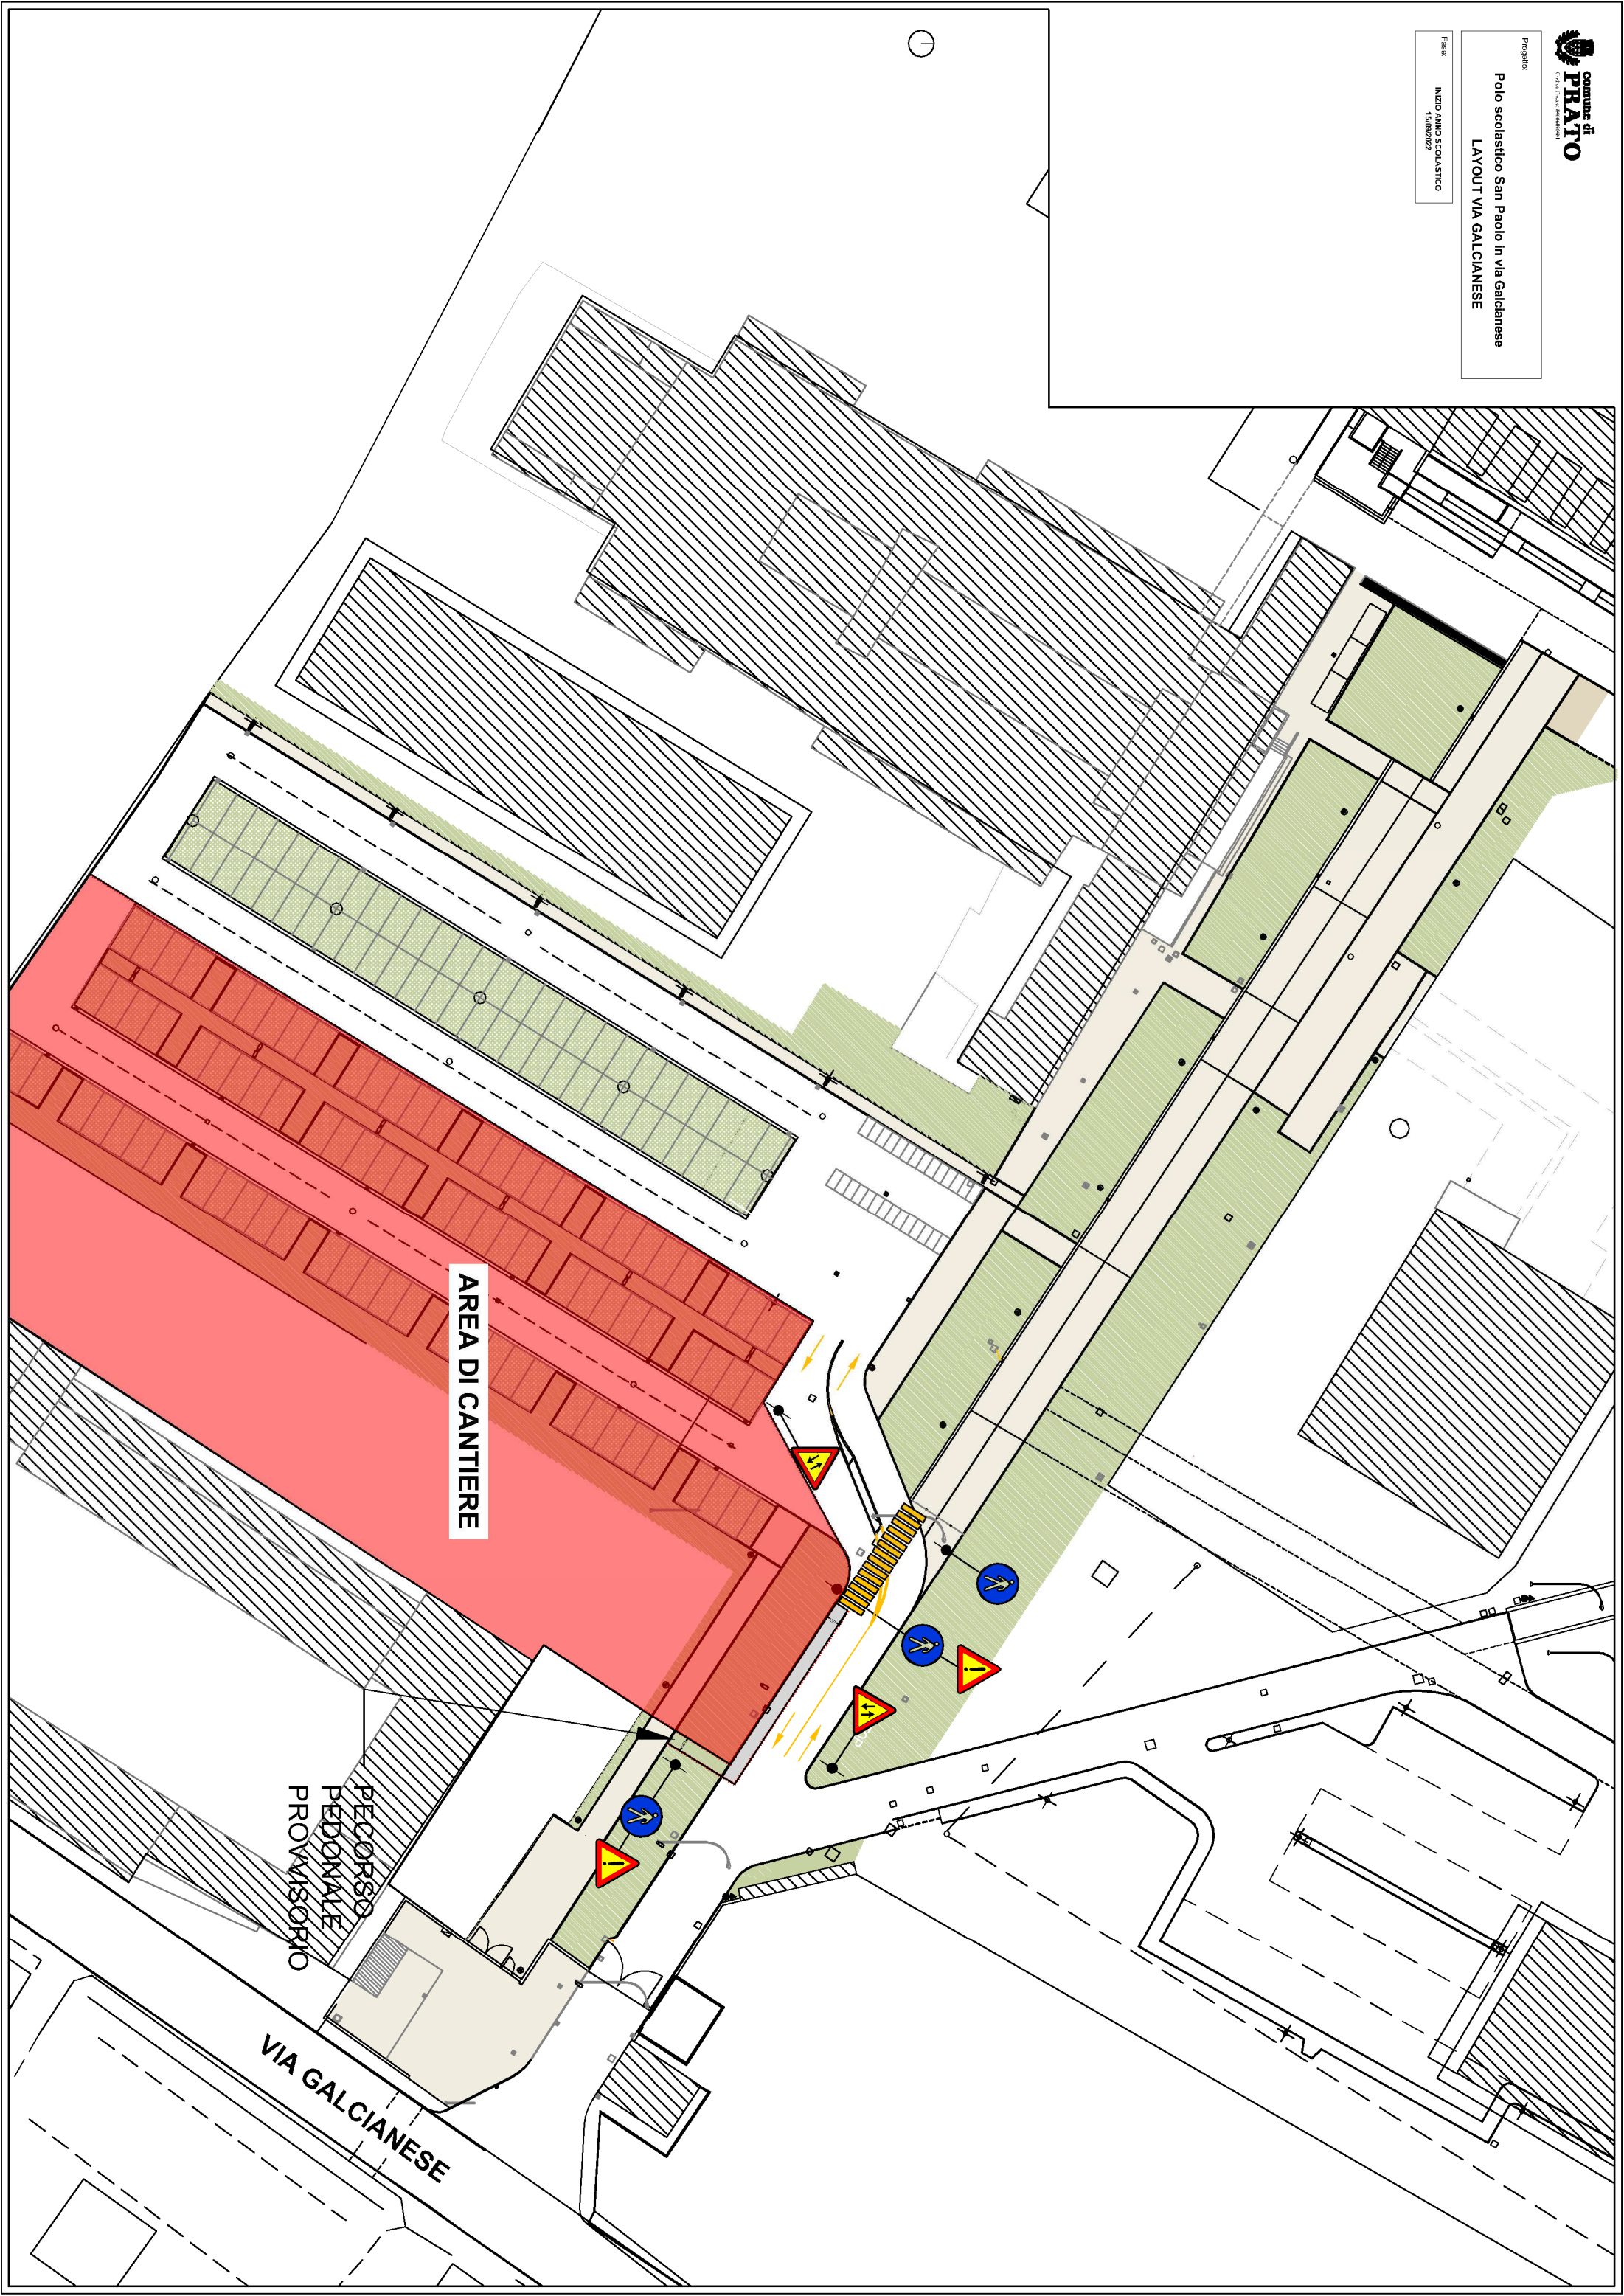 comune di
PRATO
Progetto:
Polo scolastico San Paolo in via Galcianese
LAYOUT VIA GALCIANESE
Fase:
INIZIO ANNO SCOLASTICO
15/09/2022
AREA DI CANTIERE
PECORSO
PEDONALE
PROVVISORIO
VIA GALCIANESE